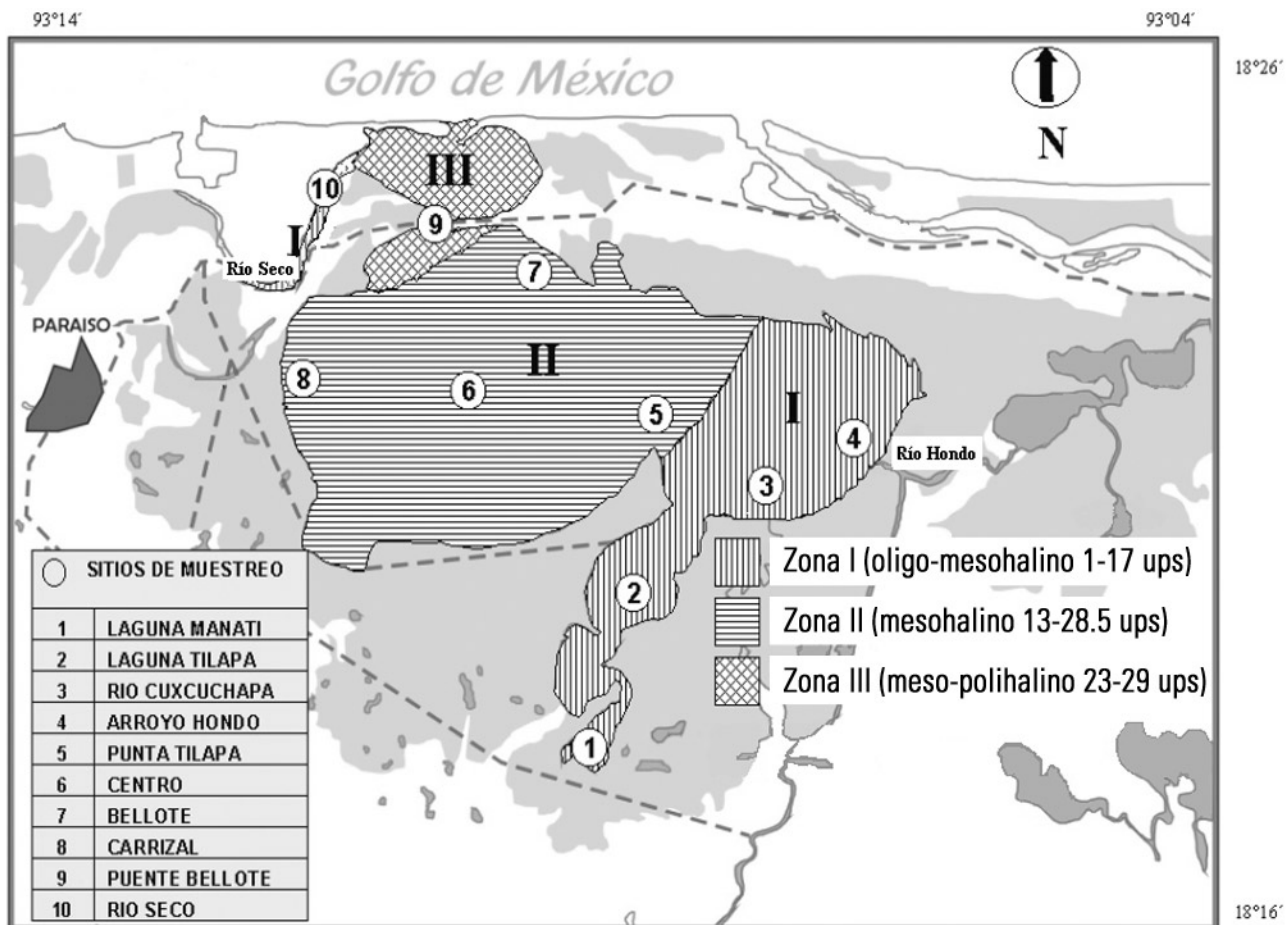 93°14´
93°04´
18°26´
Golfo de México
N
III
10
9
I
Río Seco
7
PARAISO
II
8
6
5
I
4
Río Hondo
3
2
1
SITIOS DE MUESTREO
1 LAGUNA MANATI
2 LAGUNA TILAPA
3 RIO CUXCUCHAPA
4 ARROYO HONDO
5 PUNTA TILAPA
6 CENTRO
7 BELLOTE
8 CARRIZAL
9 PUENTE BELLOTE
10 RIO SECO
Zona I (oligo-mesohalino 1-17 ups)
Zona II (mesohalino 13-28.5 ups)
Zona III (meso-polihalino 23-29 ups)
18°16´